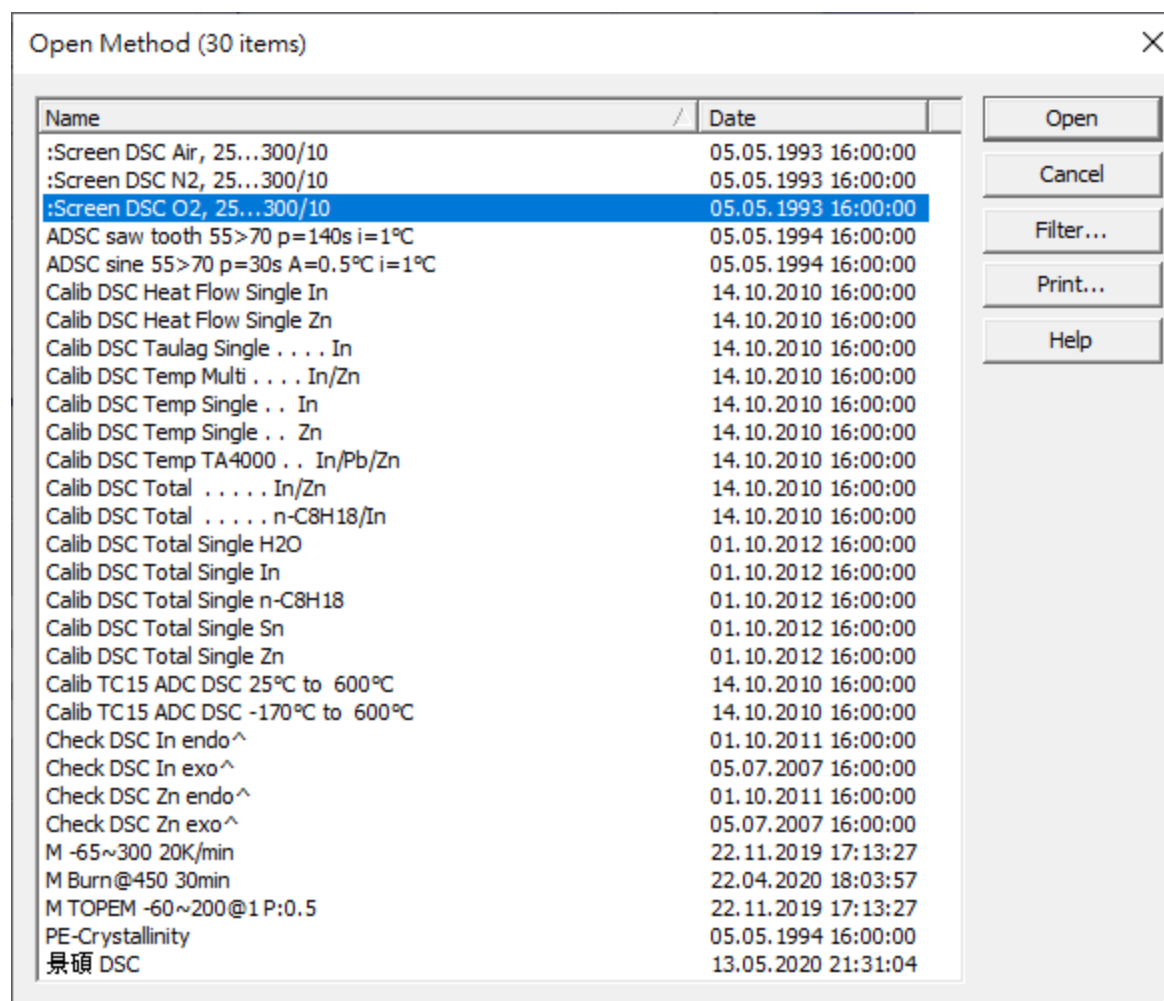 Open Method (30 items)
Name Date
:Screen DSC Air, 25...300/10 05.05.1993 16:00:00
:Screen DSC N2, 25...300/10 05.05.1993 16:00:00
:Screen DSC O2, 25...300/10 05.05.1993 16:00:00
ADSC saw tooth 55>70 p=140s i=1°C 05.05.1994 16:00:00
ADSC sine 55>70 p=30s A=0.5°C i=1°C 05.05.1994 16:00:00
Calib DSC Heat Flow Single In 14.10.2010 16:00:00
Calib DSC Heat Flow Single Zn 14.10.2010 16:00:00
Calib DSC Taulag Single . . . . In 14.10.2010 16:00:00
Calib DSC Temp Multi . . . . In/Zn 14.10.2010 16:00:00
Calib DSC Temp Single . .  In 14.10.2010 16:00:00
Calib DSC Temp Single . .  Zn 14.10.2010 16:00:00
Calib DSC Temp TA4000 . .  In/Pb/Zn 14.10.2010 16:00:00
Calib DSC Total  . . . . . In/Zn 14.10.2010 16:00:00
Calib DSC Total  . . . . . n-C8H18/In 14.10.2010 16:00:00
Calib DSC Total Single H2O 01.10.2012 16:00:00
Calib DSC Total Single In 01.10.2012 16:00:00
Calib DSC Total Single n-C8H18 01.10.2012 16:00:00
Calib DSC Total Single Sn 01.10.2012 16:00:00
Calib DSC Total Single Zn 01.10.2012 16:00:00
Calib TC15 ADC DSC 25°C to  600°C 14.10.2010 16:00:00
Calib TC15 ADC DSC -170°C to  600°C 14.10.2010 16:00:00
Check DSC In endo^ 01.10.2011 16:00:00
Check DSC In exo^ 05.07.2007 16:00:00
Check DSC Zn endo^ 01.10.2011 16:00:00
Check DSC Zn exo^ 05.07.2007 16:00:00
M -65~300 20K/min 22.11.2019 17:13:27
M Burn@450 30min 22.04.2020 18:03:57
M TOPEM -60~200@1 P:0.5 22.11.2019 17:13:27
PE-Crystallinity 05.05.1994 16:00:00
景碩 DSC 13.05.2020 21:31:04
Open
Cancel
Filter...
Print...
Help